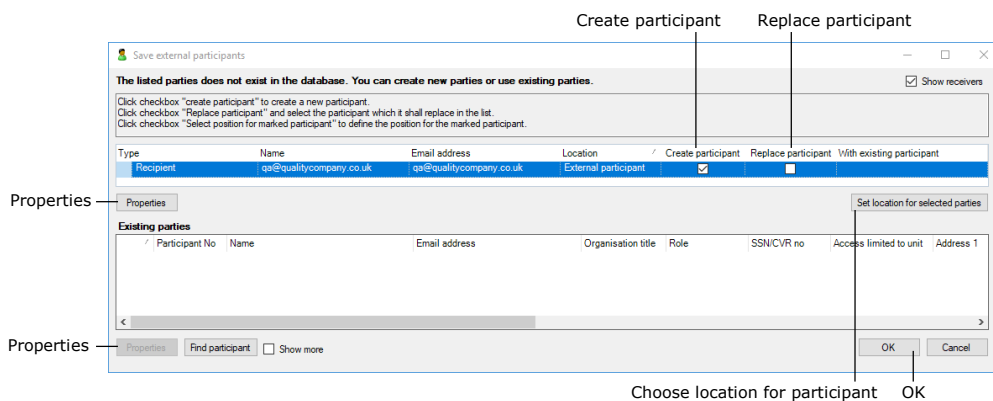 Create participant Replace participant
Save external participants
The listed parties does not exist in the database. You can create new parties or use existing parties. Show receivers
Click checkbox "create participant" to create a new participant.
Click checkbox "Replace participant" and select the participant which it shall replace in the list.
Click checkbox "Select position for marked participant" to define the position for the marked participant.
Type Name Email address Location Create participant Replace participant With existing participant
Recipient qa@qualitycompany.co.uk qa@qualitycompany.co.uk External participant
Properties Properties Set location for selected parties
Existing parties
Participant No Name Email address Organisation title Role SSN/CVR no Access limited to unit Address 1
Properties Properties Find participant Show more OK Cancel
Choose location for participant OK